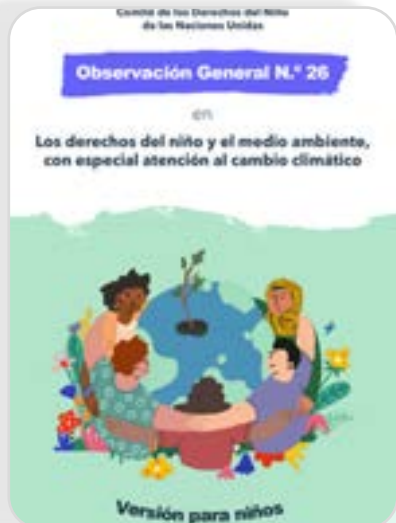 Comité de los Derechos del Niño
de las Naciones Unidas
Observación General N.º 26
en
Los derechos del niño y el medio ambiente,
con especial atención al cambio climático
Versión para niños